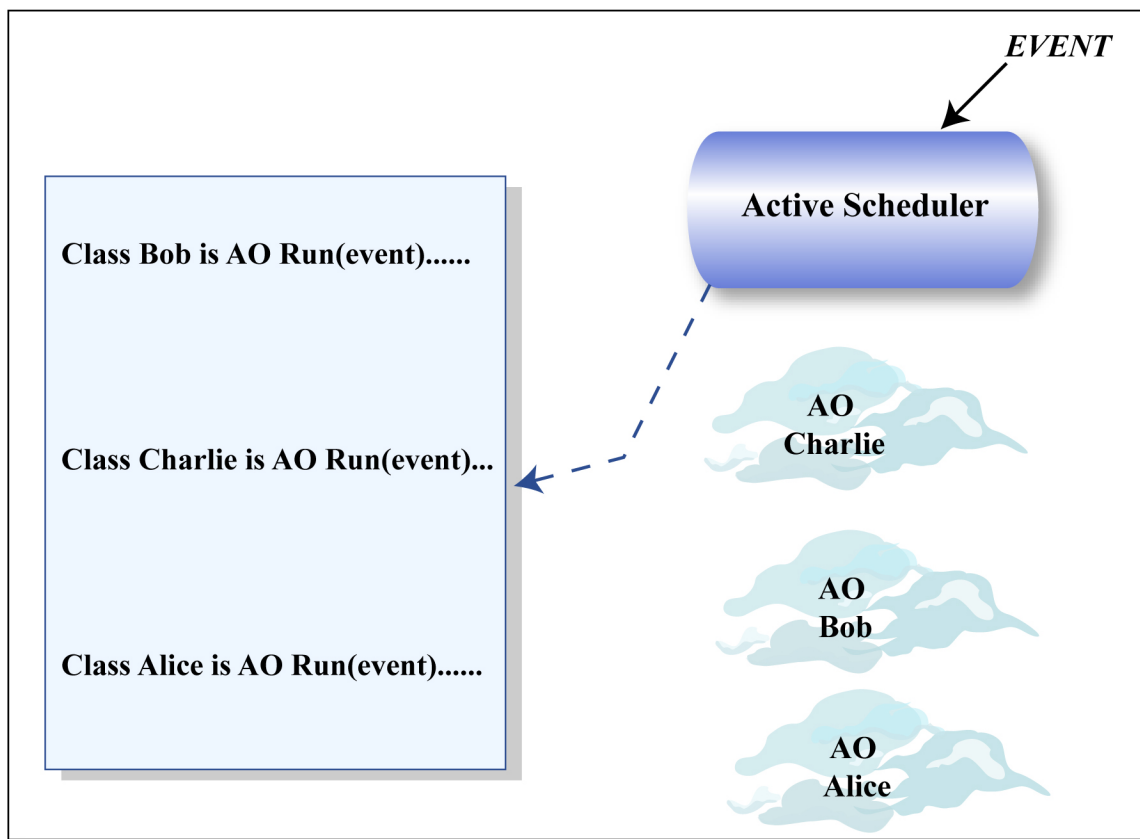 EVENT
Active Scheduler
Class Bob is AO Run(event)......
Class Charlie is AO Run(event)...
Class Alice is AO Run(event)......
AO
Charlie
AO
Bob
AO
Alice